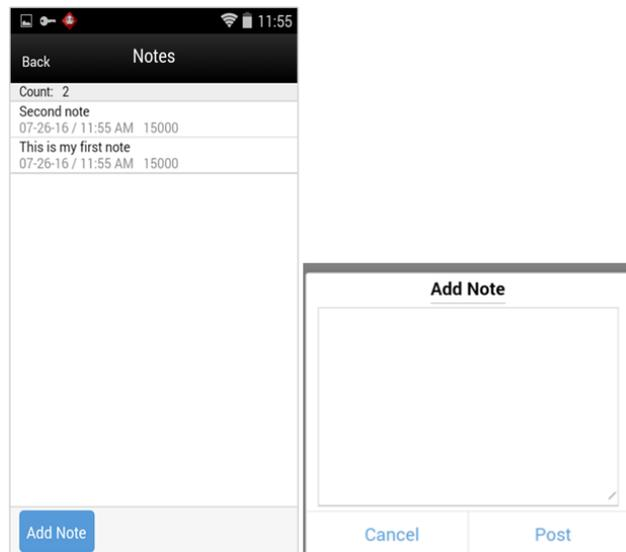 11:55
Back
Notes
Count: 2
Second note
07-26-16 / 11:55 AM 15000
This is my first note
07-26-16 / 11:55 AM 15000
Add Note
Add Note
Cancel
Post